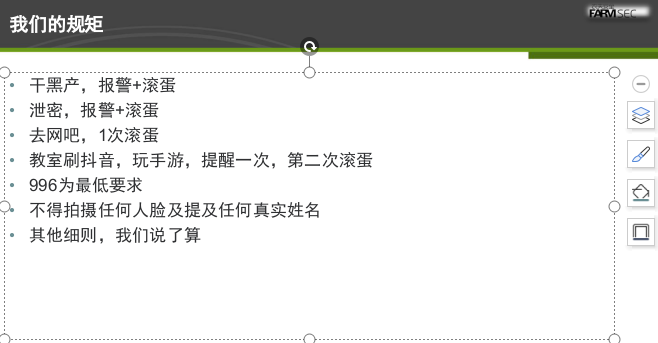 我们的规矩
FARMSEC
干黑产，报警+滚蛋
泄密，报警+滚蛋
去网吧，1次滚蛋
教室刷抖音，玩手游，提醒一次，第二次滚蛋
996为最低要求
不得拍摄任何人脸及提及任何真实姓名
其他细则，我们说了算